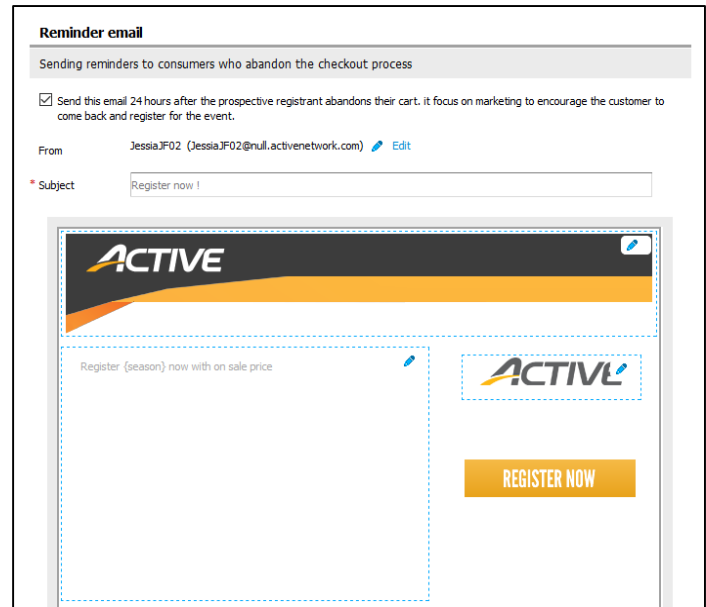 Reminder email
Sending reminders to consumers who abandon the checkout process
Send this email 24 hours after the prospective registrant abandons their cart. it focus on marketing to encourage the customer to
come back and register for the event.
From JessiaJF02 (JessiaJF02@null.activenetwork.com) Edit
* Subject Register now !
ACTIVE
Register {season} now with on sale price
ACTIVE
REGISTER NOW